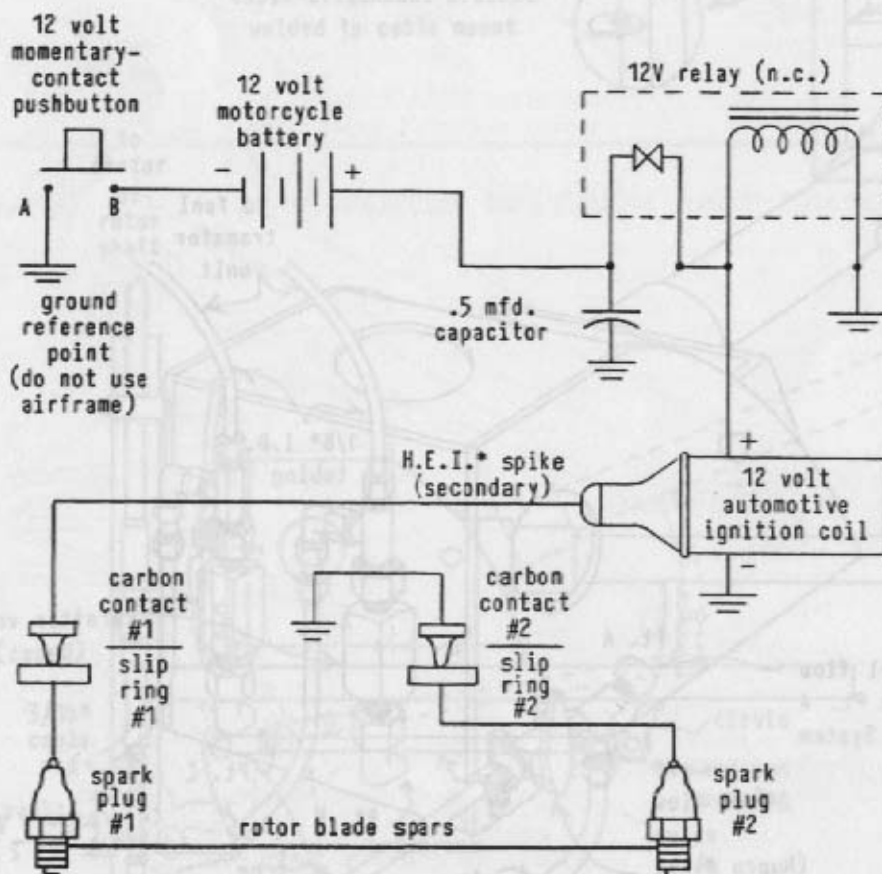 12 volt
momentary-
contact
pushbutton
12 volt
motorcycle
battery
12V relay (n.c.)
-
+
A
B
ground
reference
point
(do not use
airframe)
.5 mfd.
capacitor
H.E.I.* spike
(secondary)
+
12 volt
automotive
ignition coil
-
carbon
contact
#1
slip
ring
#1
carbon
contact
#2
slip
ring
#2
spark
plug
#1
rotor blade spars
spark
plug
#2